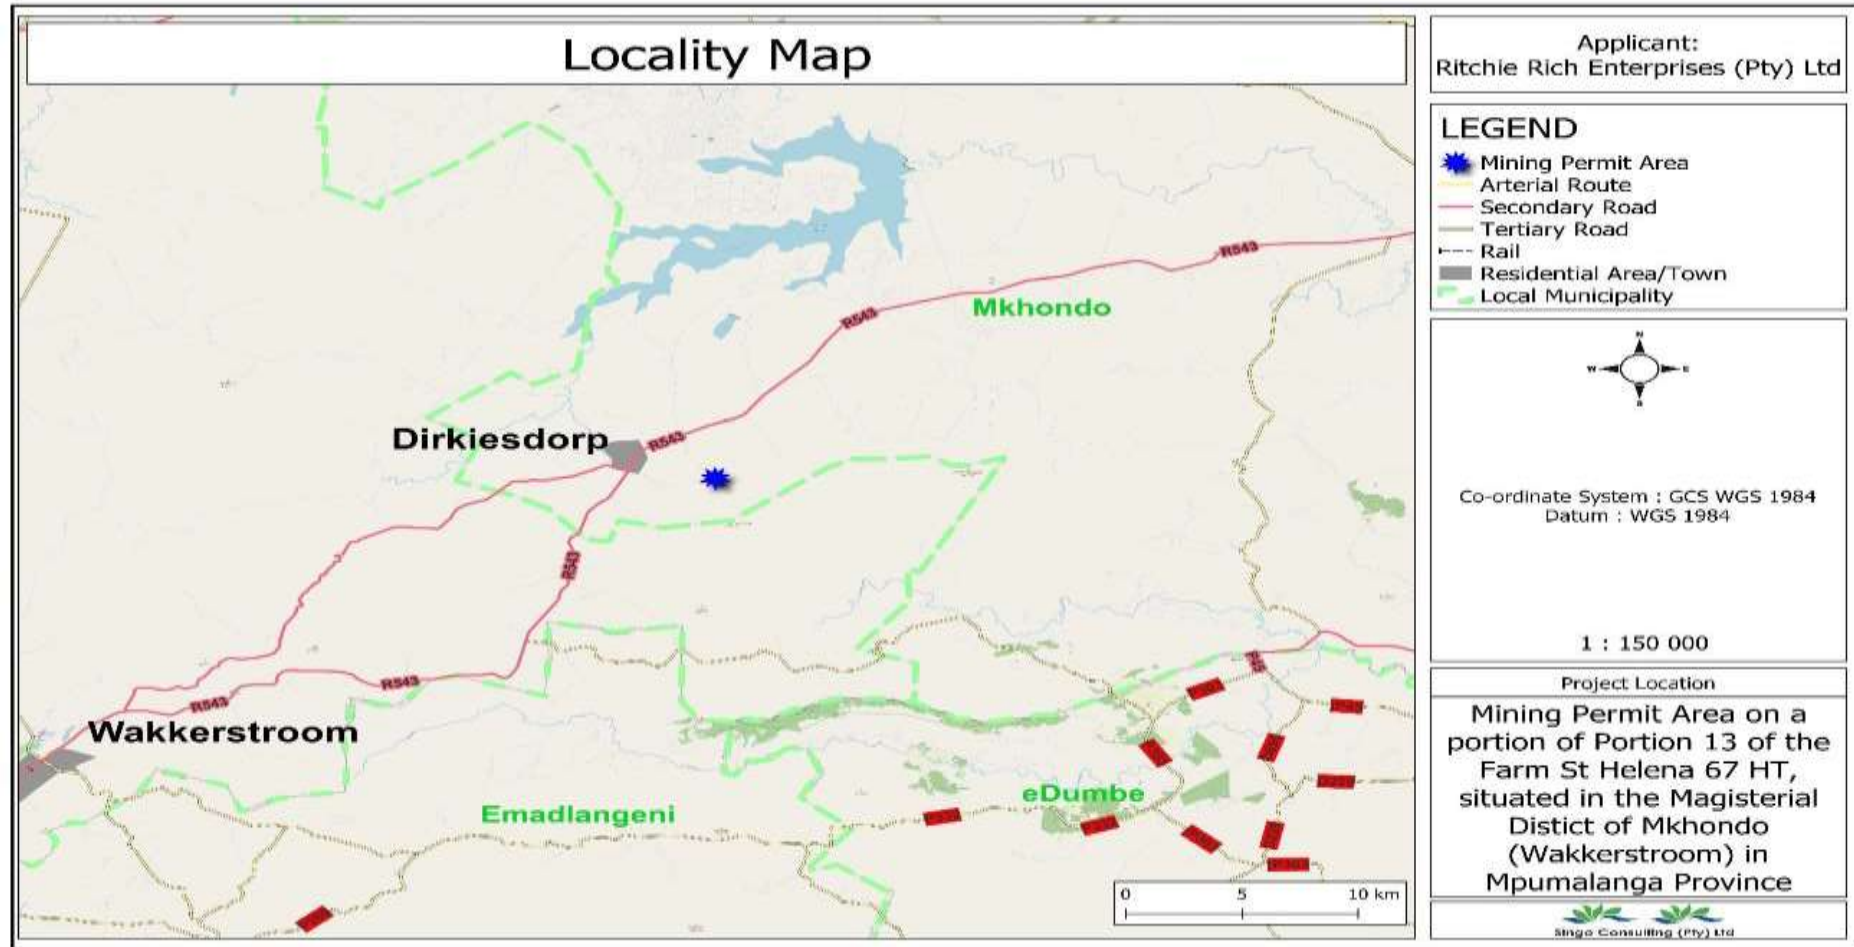 Locality Map
Applicant:
Ritchie Rich Enterprises (Pty) Ltd
LEGEND
Mining Permit Area
Arterial Route
Secondary Road
Tertiary Road
Rail
Residential Area/Town
Local Municipality
N
W
E
S
Co-ordinate System : GCS WGS 1984
Datum : WGS 1984
1 : 150 000
Project Location
Mining Permit Area on a
portion of Portion 13 of the
Farm St Helena 67 HT,
situated in the Magisterial
Distict of Mkhondo
(Wakkerstroom) in
Mpumalanga Province
Singo Consulting (Pty) Ltd
R543
Mkhondo
R543
Dirkiesdorp
R543
R543
R543
R543
Wakkerstroom
Emadlangeni
eDumbe
0
5
10 km